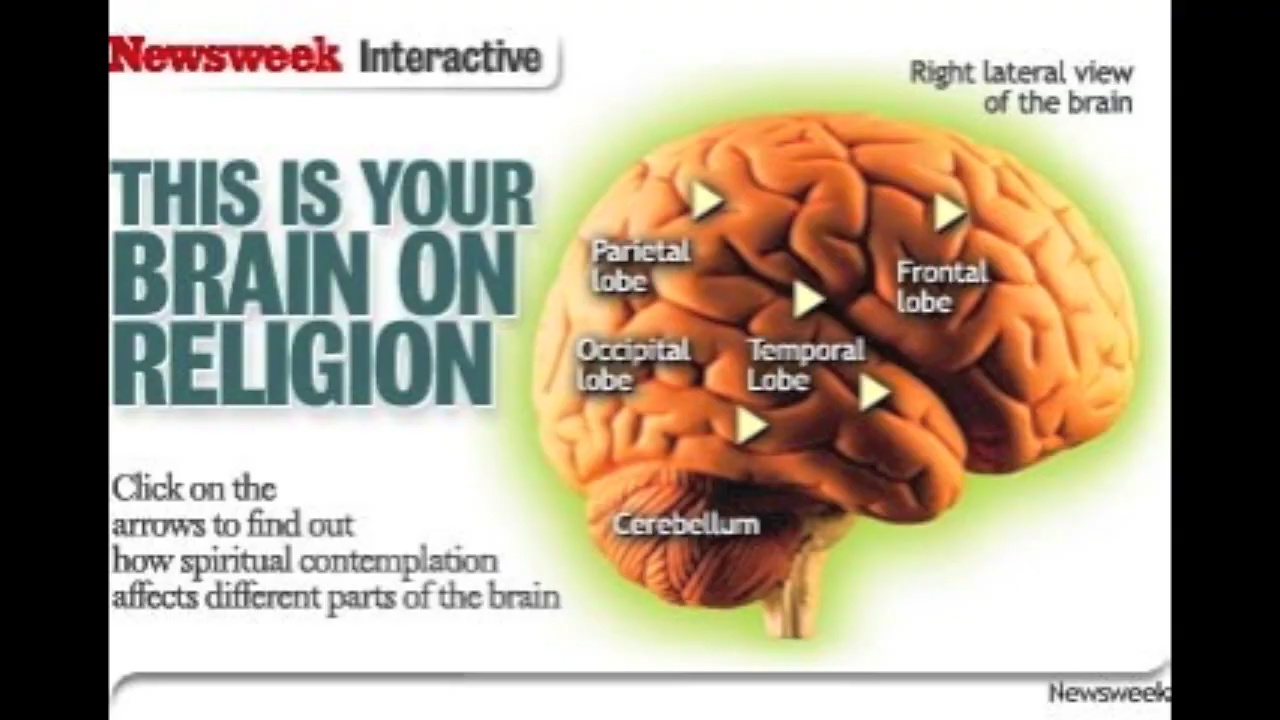 Newsweek Interactive
Right lateral view
of the brain
THIS IS YOUR
BRAIN ON
RELIGION
Parietal
lobe
Frontal
lobe
Occipital
lobe
Temporal
Lobe
Cerebellum
Click on the
arrows to find out
how spiritual contemplation
affects different parts of the brain
Newsweek